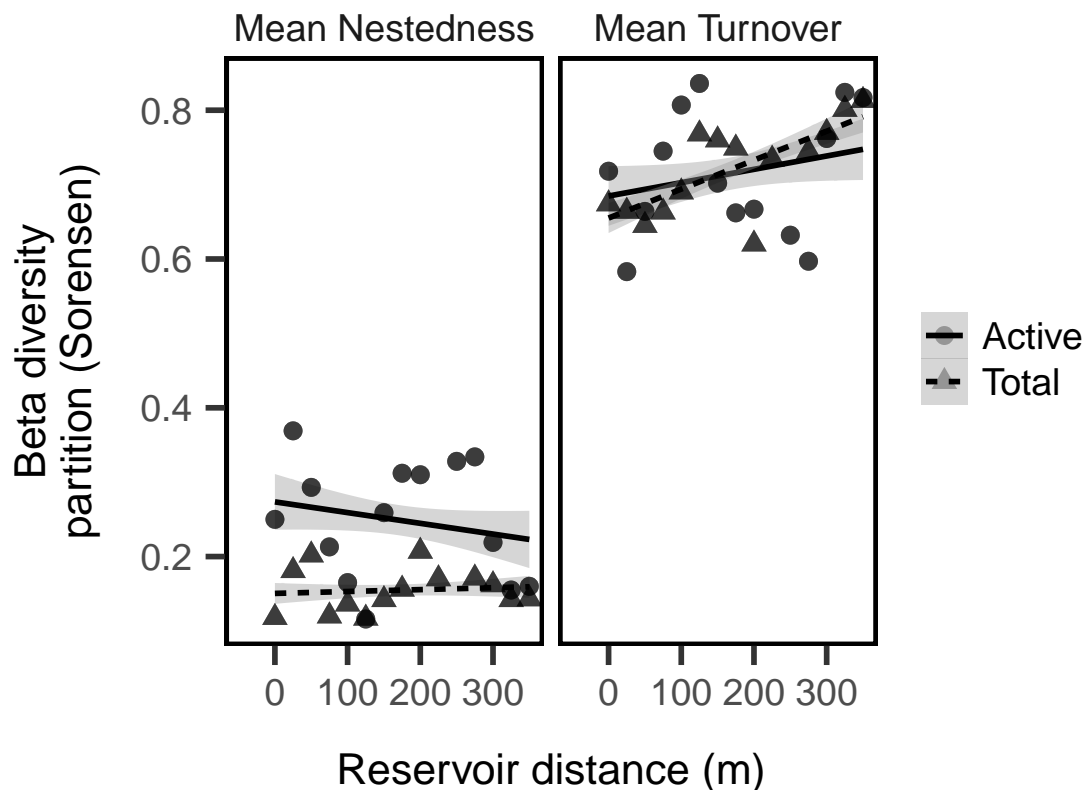 Mean Nestedness
Mean Turnover
Beta diversity
partition (Sorensen)
0.8
0.6
0.4
0.2
0 100 200 300
0 100 200 300
Reservoir distance (m)
Active
Total